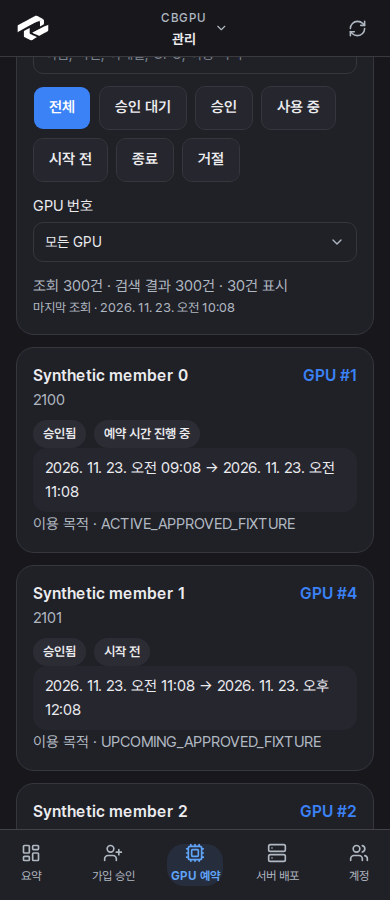 CBGPU
관리
전체
승인 대기
승인
사용 중
시작 전
종료
거절
GPU 번호
모든 GPU
조회 300건 · 검색 결과 300건 · 30건 표시
마지막 조회 · 2026. 11. 23. 오전 10:08
Synthetic member 0
GPU #1
2100
승인됨
예약 시간 진행 중
2026. 11. 23. 오전 09:08 → 2026. 11. 23. 오전
11:08
이용 목적 · ACTIVE_APPROVED_FIXTURE
Synthetic member 1
GPU #4
2101
승인됨
시작 전
2026. 11. 23. 오전 11:08 → 2026. 11. 23. 오후
12:08
이용 목적 · UPCOMING_APPROVED_FIXTURE
Synthetic member 2
GPU #2
요약
가입 승인
GPU 예약
서버 배포
계정